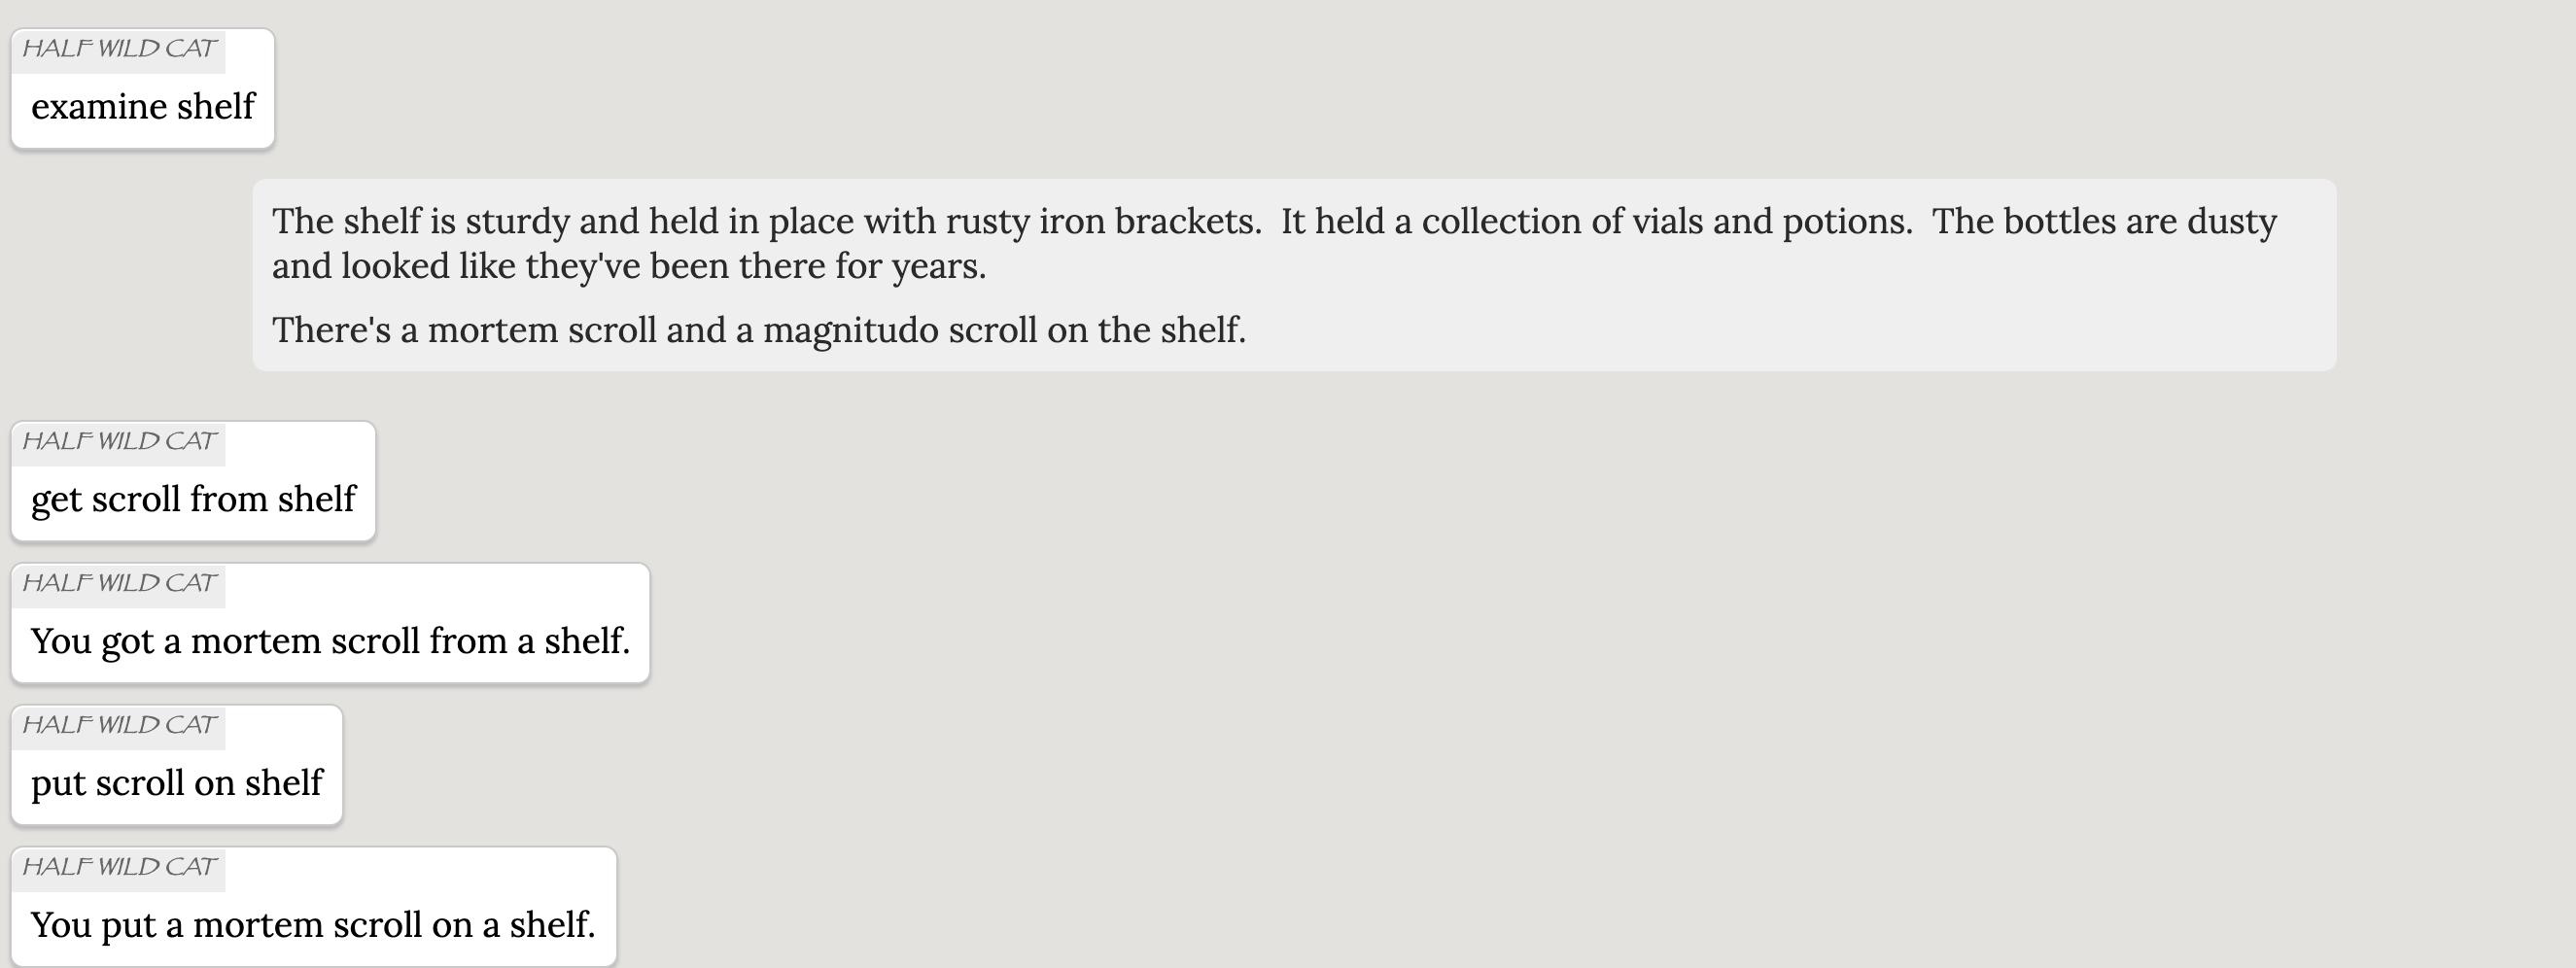 HALF WILD CAT
examine shelf
The shelf is sturdy and held in place with rusty iron brackets.  It held a collection of vials and potions.  The bottles are dusty
and looked like they've been there for years.
There's a mortem scroll and a magnitudo scroll on the shelf.
HALF WILD CAT
get scroll from shelf
HALF WILD CAT
You got a mortem scroll from a shelf.
HALF WILD CAT
put scroll on shelf
HALF WILD CAT
You put a mortem scroll on a shelf.